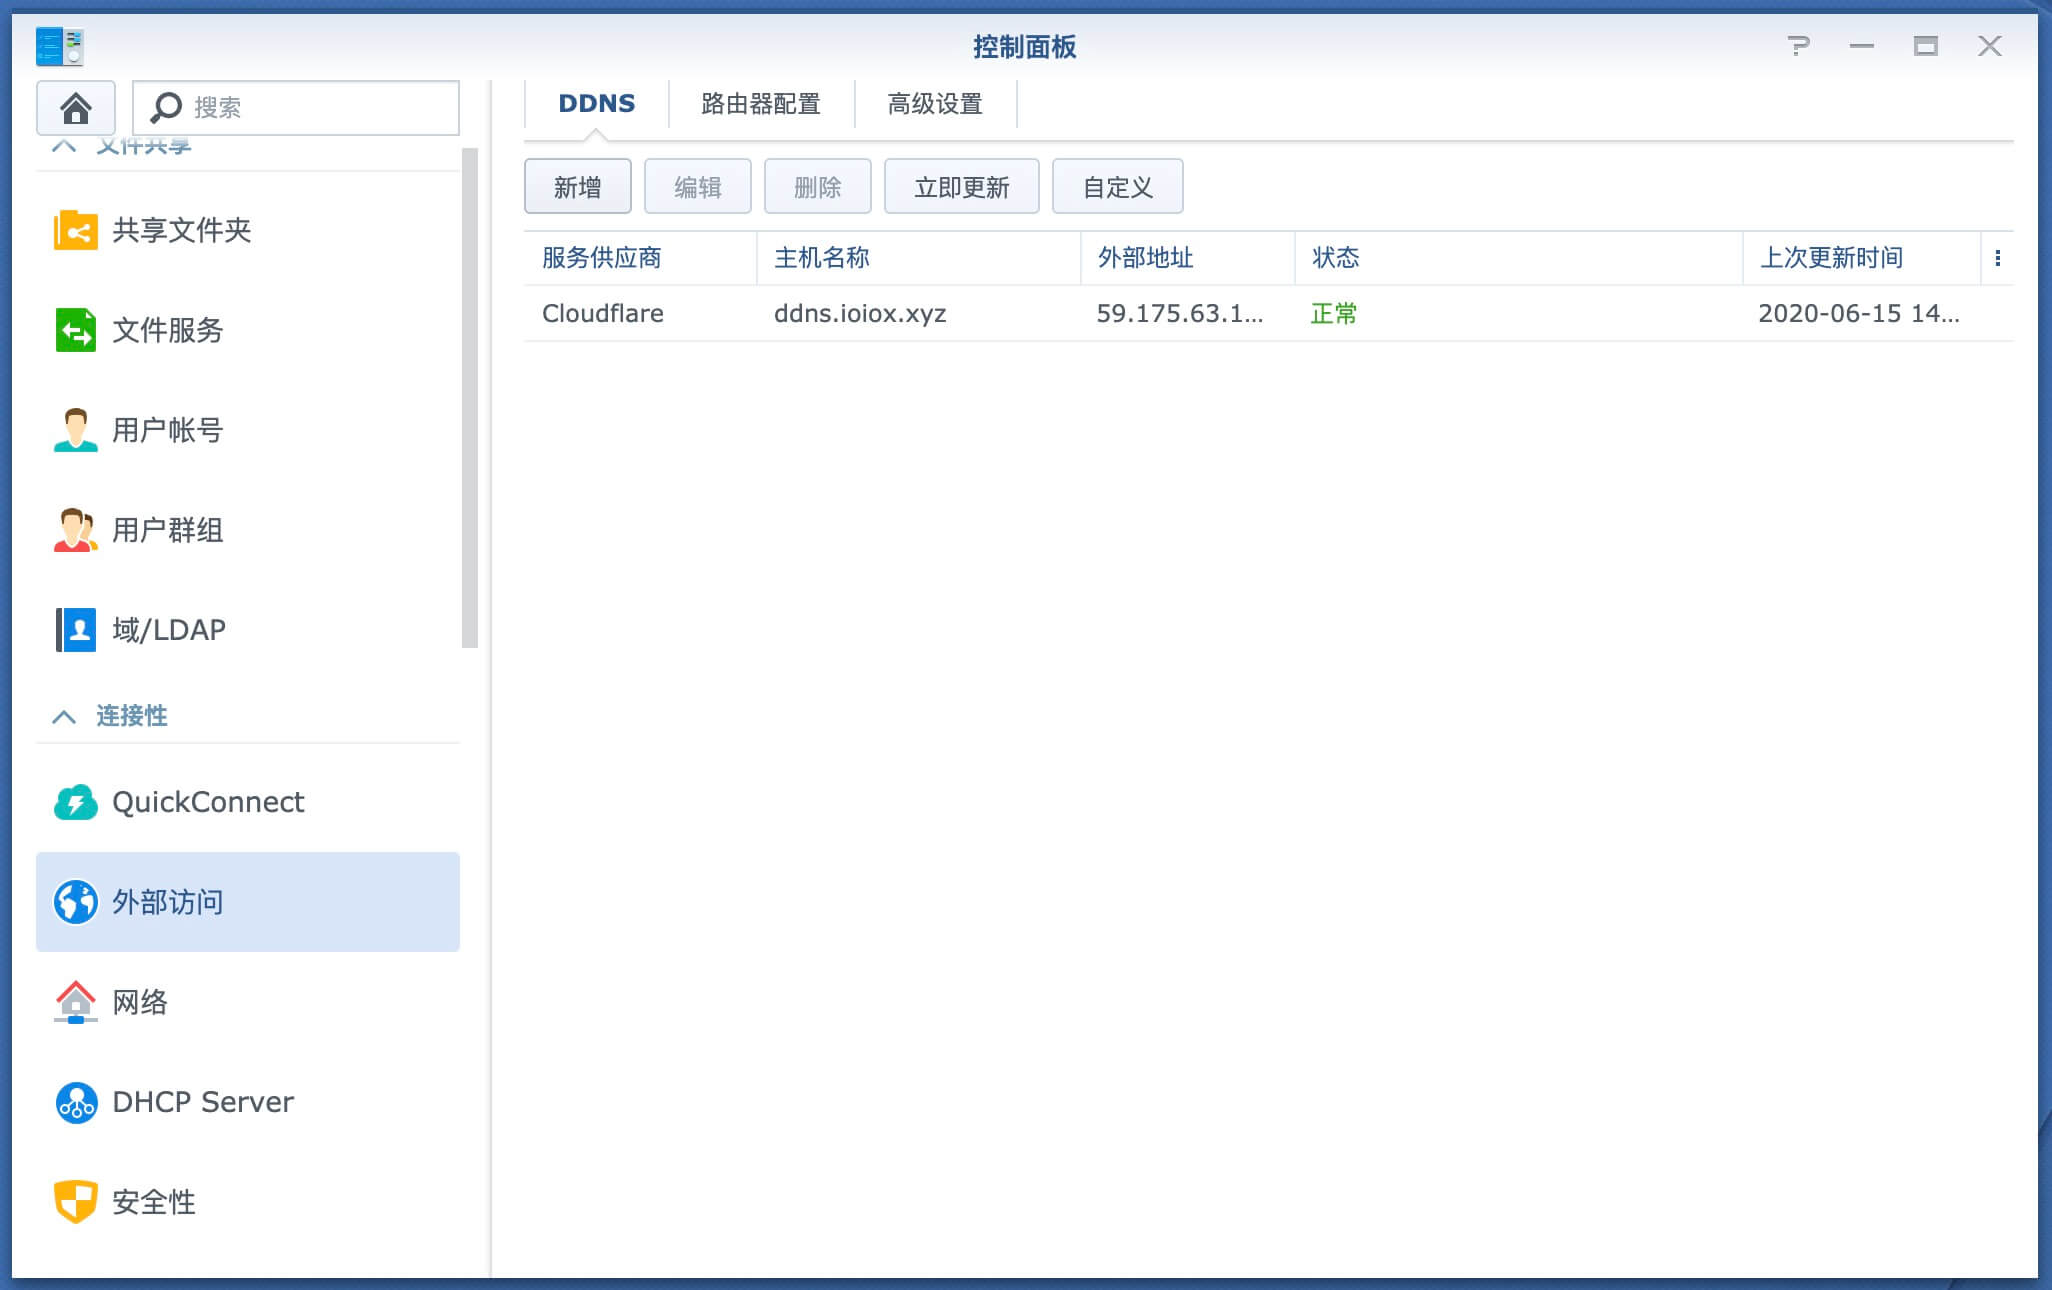 控制面板
搜索
文件共享
共享文件夹
文件服务
用户帐号
用户群组
域/LDAP
连接性
QuickConnect
外部访问
网络
DHCP Server
安全性
DDNS 路由器配置 高级设置
新增 编辑 删除 立即更新 自定义
服务供应商 主机名称 外部地址 状态 上次更新时间
Cloudflare ddns.ioiox.xyz 59.175.63.1... 正常 2020-06-15 14...